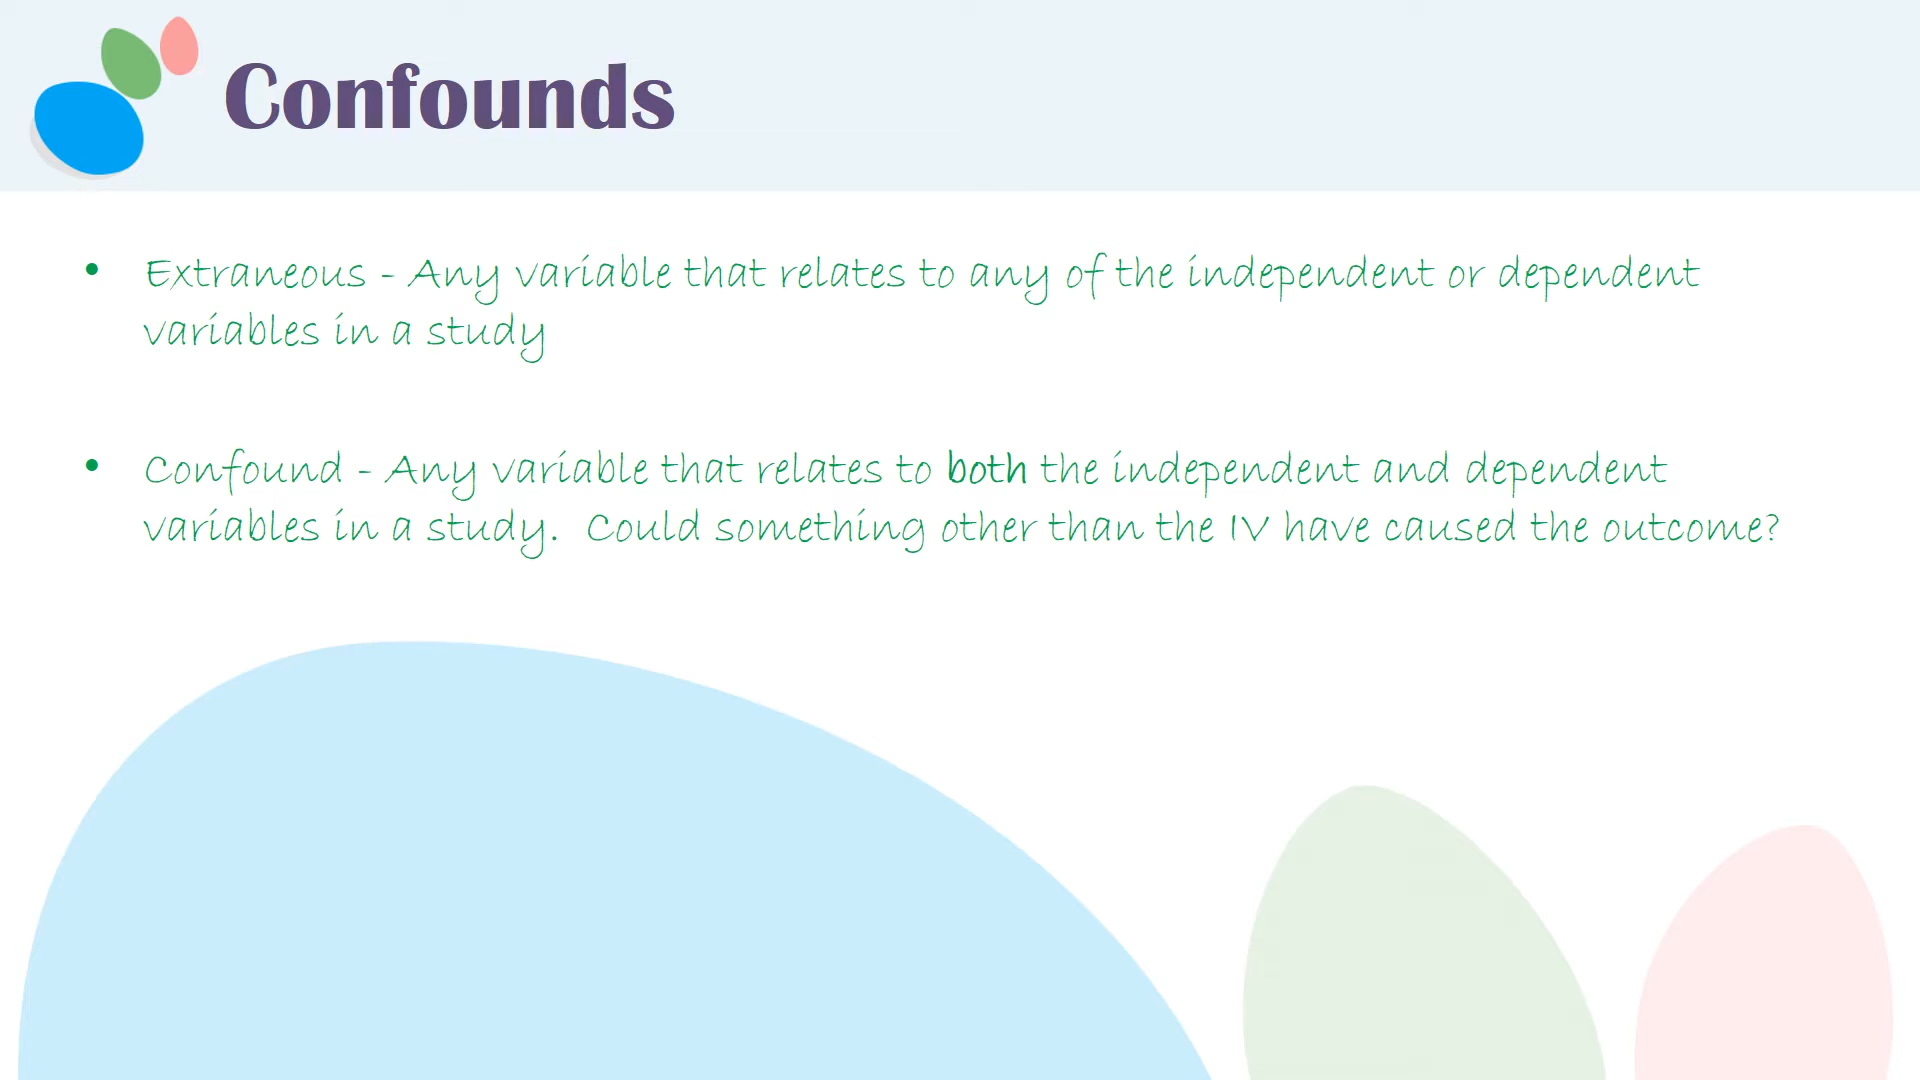 Confounds
• Extraneous - Any variable that relates to any of the independent or dependent
variables in a study
• Confound - Any variable that relates to both the independent and dependent
variables in a study.  Could something other than the IV have caused the outcome?